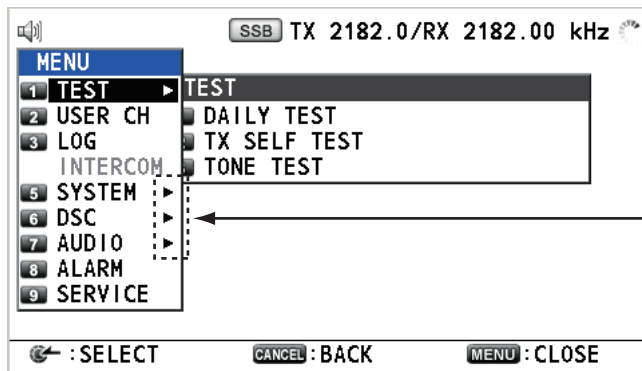 SSB TX 2182.0/RX 2182.00 kHz
MENU
1 TEST
2 USER CH
3 LOG
INTERCOM
5 SYSTEM
6 DSC
7 AUDIO
8 ALARM
9 SERVICE
TEST
DAILY TEST
TX SELF TEST
TONE TEST
:SELECT
CANCEL :BACK
MENU :CLOSE